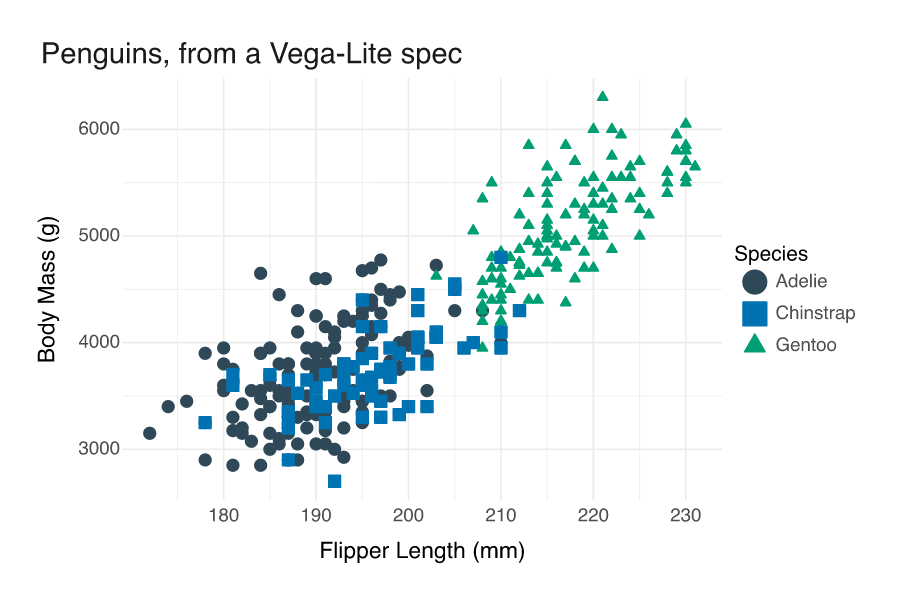 Penguins, from a Vega-Lite spec
6000
5000
4000
3000
Body Mass (g)
180 190 200 210 220 230
Flipper Length (mm)
Species
Adelie
Chinstrap
Gentoo